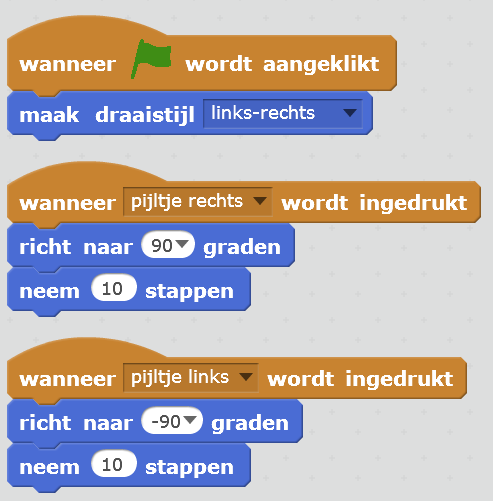 wanneer wordt aangeklikt
maak draaistijl links-rechts
wanneer pijltje rechts wordt ingedrukt
richt naar 90 graden
neem 10 stappen
wanneer pijltje links wordt ingedrukt
richt naar -90 graden
neem 10 stappen